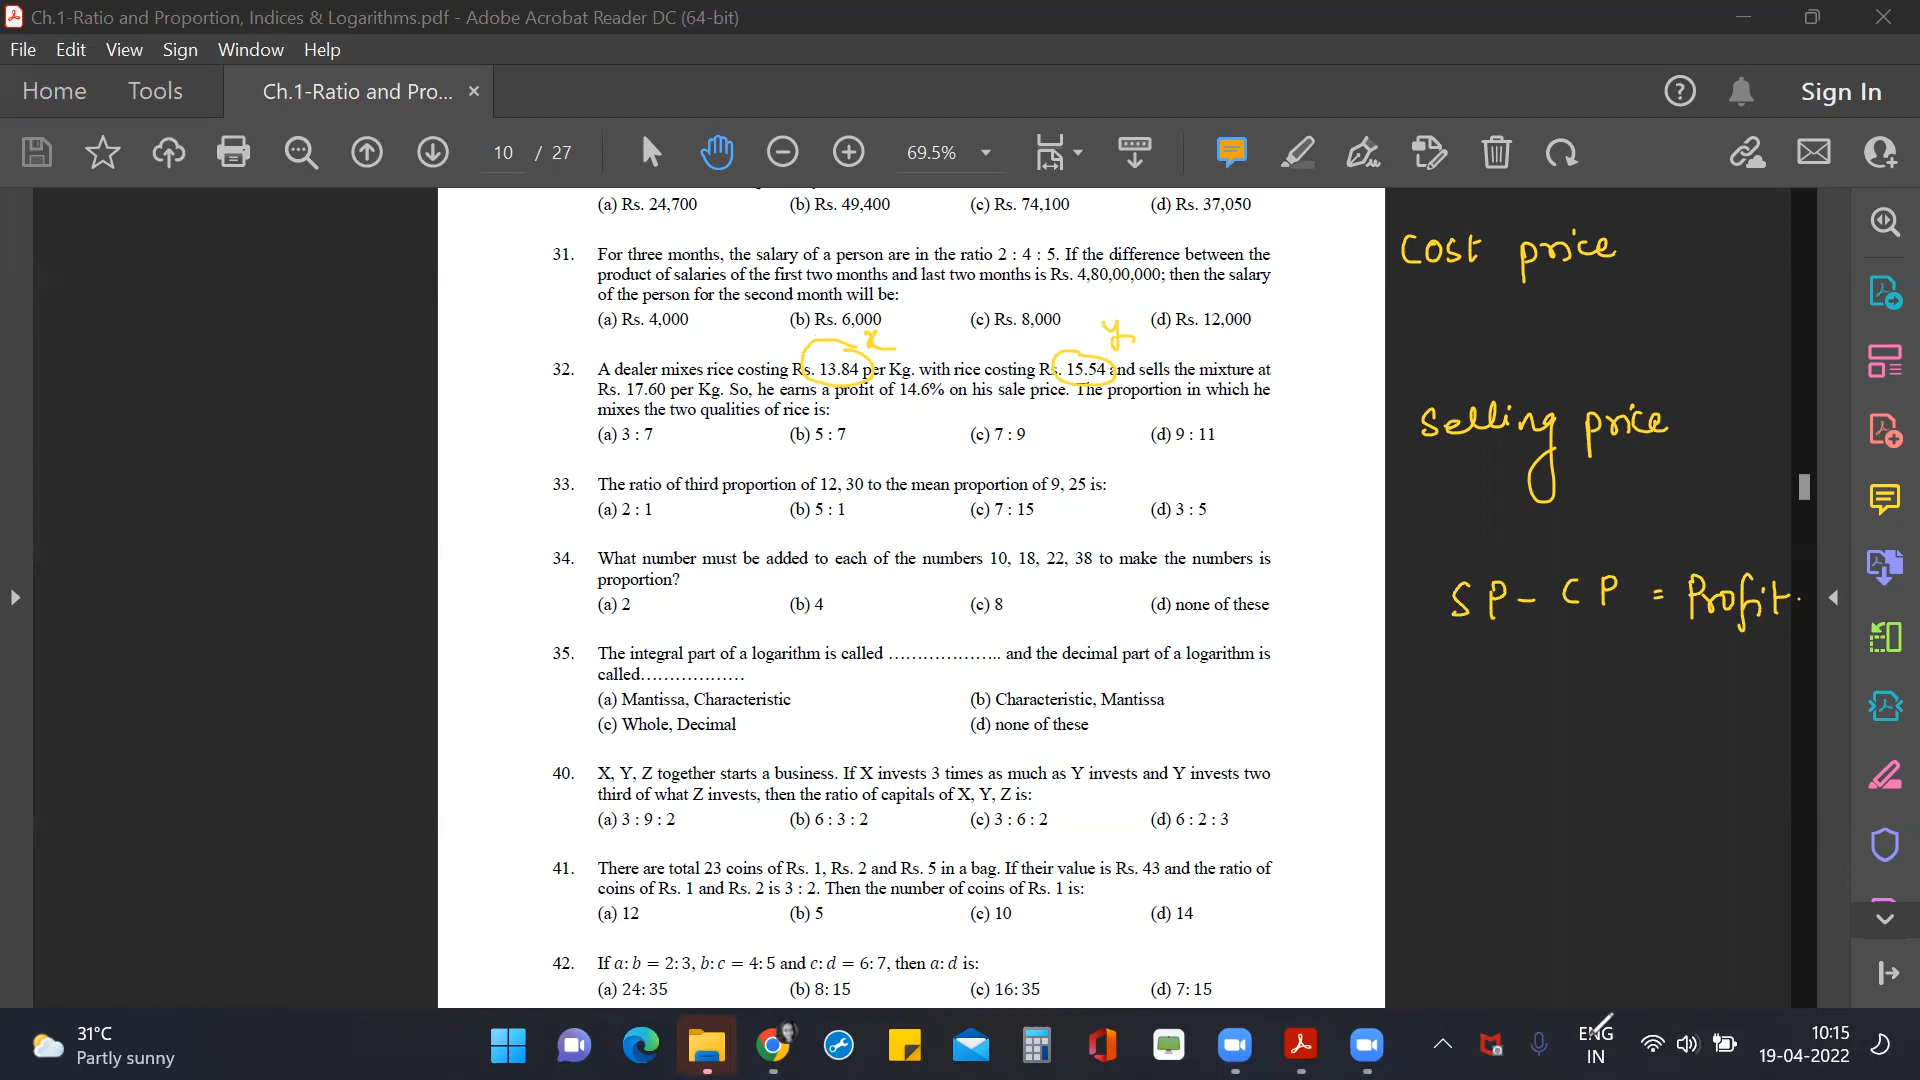 Ch.1-Ratio and Proportion, Indices & Logarithms.pdf - Adobe Acrobat Reader DC (64-bit)
File Edit View Sign Window Help
Home Tools Ch.1-Ratio and Pro... × Sign In
10 / 27 69.5%
(a) Rs. 24,700 (b) Rs. 49,400 (c) Rs. 74,100 (d) Rs. 37,050
31. For three months, the salary of a person are in the ratio 2 : 4 : 5. If the difference between the
product of salaries of the first two months and last two months is Rs. 4,80,00,000; then the salary
of the person for the second month will be:
(a) Rs. 4,000 (b) Rs. 6,000 (c) Rs. 8,000 (d) Rs. 12,000
x y
32. A dealer mixes rice costing Rs. 13.84 per Kg. with rice costing Rs. 15.54 and sells the mixture at
Rs. 17.60 per Kg. So, he earns a profit of 14.6% on his sale price. The proportion in which he
mixes the two qualities of rice is:
(a) 3 : 7 (b) 5 : 7 (c) 7 : 9 (d) 9 : 11
33. The ratio of third proportion of 12, 30 to the mean proportion of 9, 25 is:
(a) 2 : 1 (b) 5 : 1 (c) 7 : 15 (d) 3 : 5
34. What number must be added to each of the numbers 10, 18, 22, 38 to make the numbers is
proportion?
(a) 2 (b) 4 (c) 8 (d) none of these
35. The integral part of a logarithm is called ……………….. and the decimal part of a logarithm is
called………………
(a) Mantissa, Characteristic (b) Characteristic, Mantissa
(c) Whole, Decimal (d) none of these
40. X, Y, Z together starts a business. If X invests 3 times as much as Y invests and Y invests two
third of what Z invests, then the ratio of capitals of X, Y, Z is:
(a) 3 : 9 : 2 (b) 6 : 3 : 2 (c) 3 : 6 : 2 (d) 6 : 2 : 3
41. There are total 23 coins of Rs. 1, Rs. 2 and Rs. 5 in a bag. If their value is Rs. 43 and the ratio of
coins of Rs. 1 and Rs. 2 is 3 : 2. Then the number of coins of Rs. 1 is:
(a) 12 (b) 5 (c) 10 (d) 14
42. If a: b = 2: 3, b: c = 4: 5 and c: d = 6: 7, then a: d is:
(a) 24: 35 (b) 8: 15 (c) 16: 35 (d) 7: 15
Cost price
Selling price
SP - CP = Profit.
31°C
Partly sunny
ENG
IN
10:15
19-04-2022